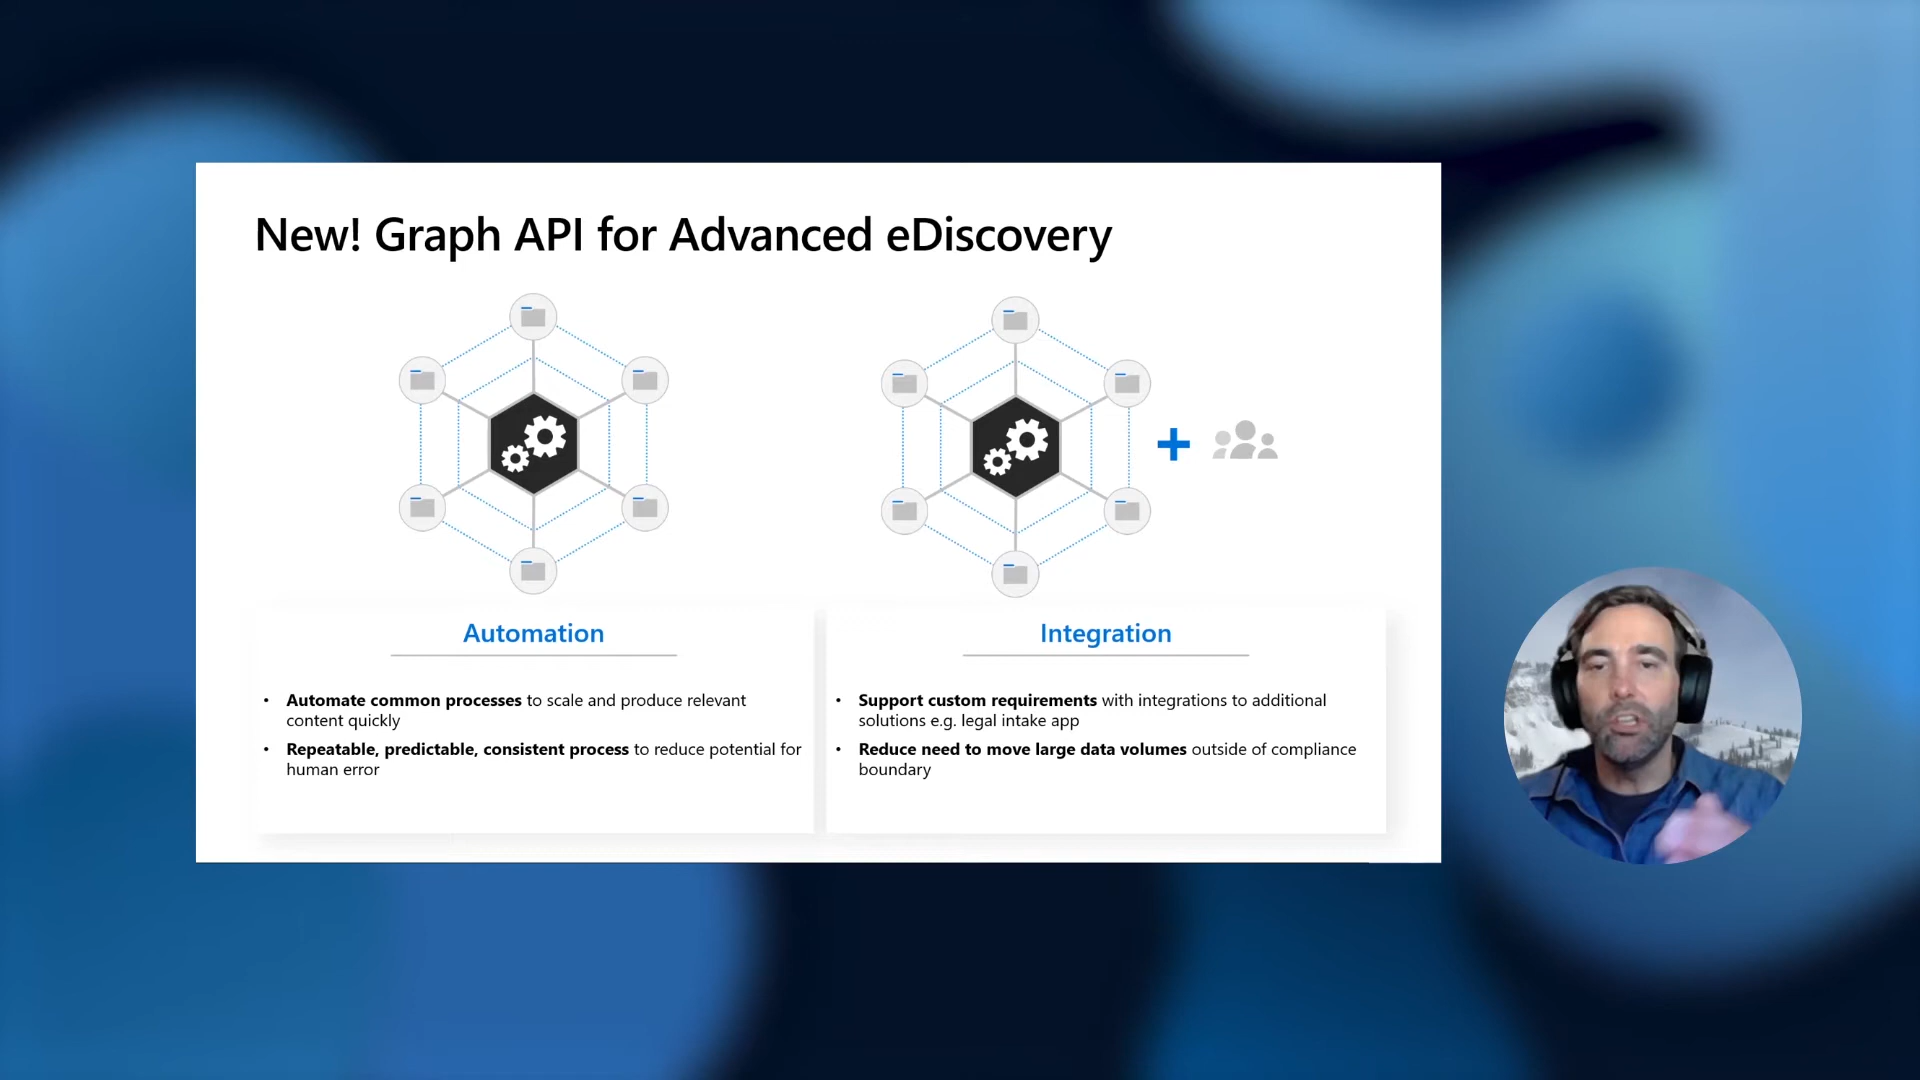 New! Graph API for Advanced eDiscovery
Automation
• Automate common processes to scale and produce relevant
content quickly
• Repeatable, predictable, consistent process to reduce potential for
human error
Integration
• Support custom requirements with integrations to additional
solutions e.g. legal intake app
• Reduce need to move large data volumes outside of compliance
boundary